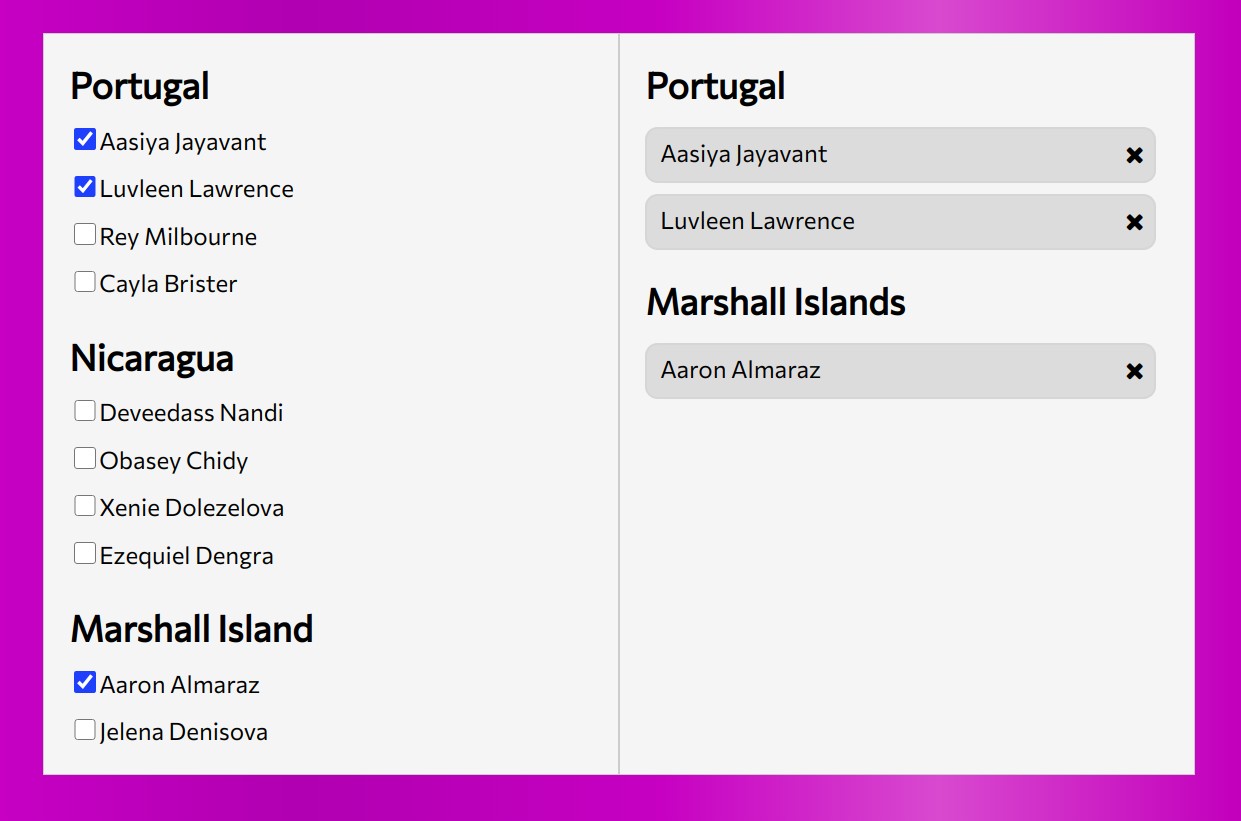 Portugal
Aasiya Jayavant
Luvleen Lawrence
Rey Milbourne
Cayla Brister
Nicaragua
Deveedass Nandi
Obasey Chidy
Xenie Dolezelova
Ezequiel Dengra
Marshall Island
Aaron Almaraz
Jelena Denisova
Portugal
Aasiya Jayavant
Luvleen Lawrence
Marshall Islands
Aaron Almaraz